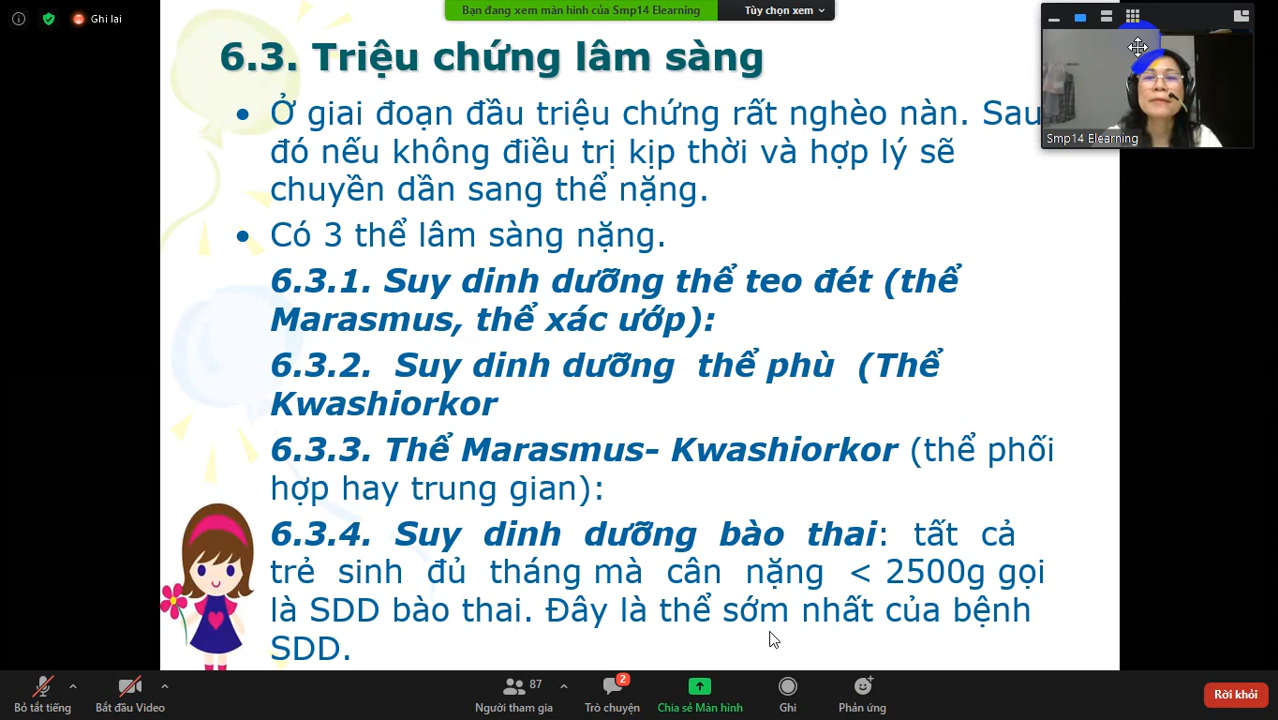 Ghi lại
Bạn đang xem màn hình của Smp14 Elearning
Tùy chọn xem
6.3. Triệu chứng lâm sàng
• Ở giai đoạn đầu triệu chứng rất nghèo nàn. Sau
đó nếu không điều trị kịp thời và hợp lý sẽ
chuyền dần sang thể nặng.
• Có 3 thể lâm sàng nặng.
6.3.1. Suy dinh dưỡng thể teo đét (thể
Marasmus, thể xác ướp):
6.3.2. Suy dinh dưỡng thể phù (Thể
Kwashiorkor
6.3.3. Thể Marasmus- Kwashiorkor (thể phối
hợp hay trung gian):
6.3.4. Suy dinh dưỡng bào thai: tất cả
trẻ sinh đủ tháng mà cân nặng < 2500g gọi
là SDD bào thai. Đây là thể sớm nhất của bệnh
SDD.
Smp14 Elearning
Bỏ tắt tiếng
Bắt đầu Video
87
Người tham gia
2
Trò chuyện
Chia sẻ Màn hình
Ghi
Phản ứng
Rời khỏi